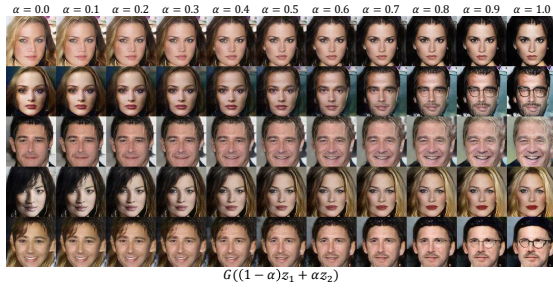 α = 0.0 α = 0.1 α = 0.2 α = 0.3 α = 0.4 α = 0.5 α = 0.6 α = 0.7 α = 0.8 α = 0.9 α = 1.0
G((1 − α)z₁ + αz₂)